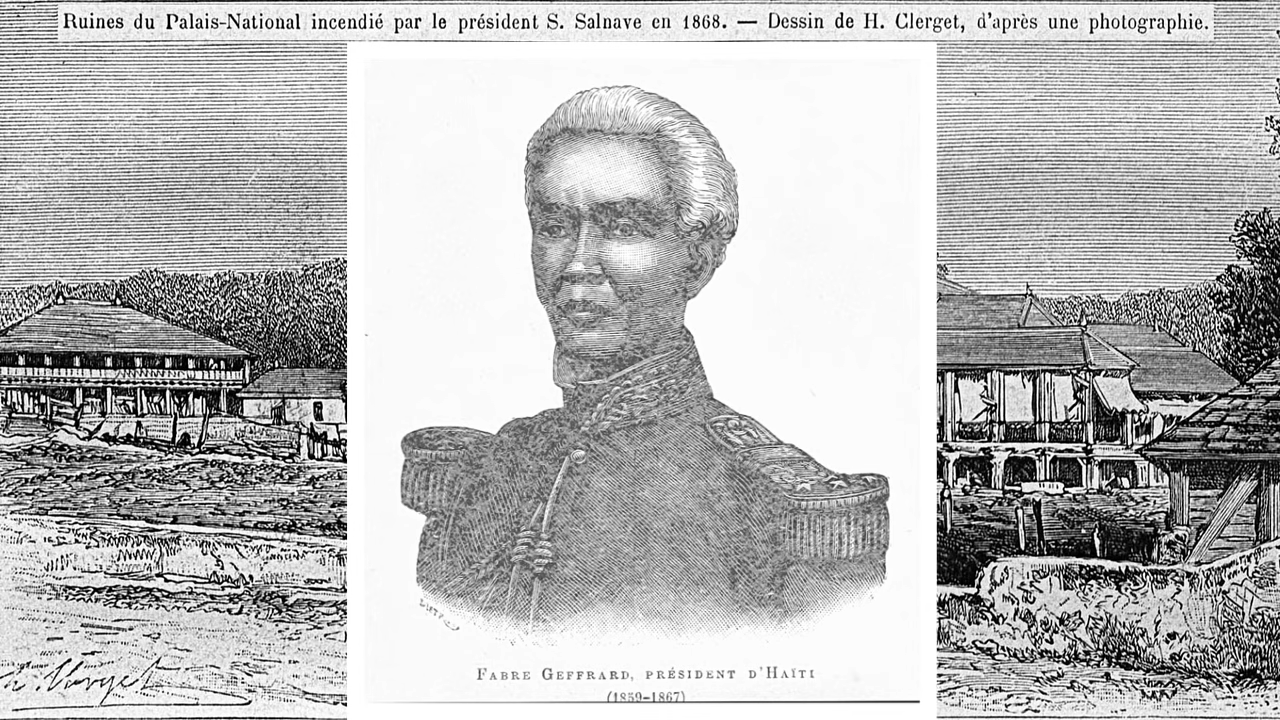 Ruines du Palais-National incendié par le président S. Salnave en 1868. — Dessin de H. Clerget, d'après une photographie.
FABRE GEFFRARD, PRÉSIDENT D'HAÏTI
(1859-1867)